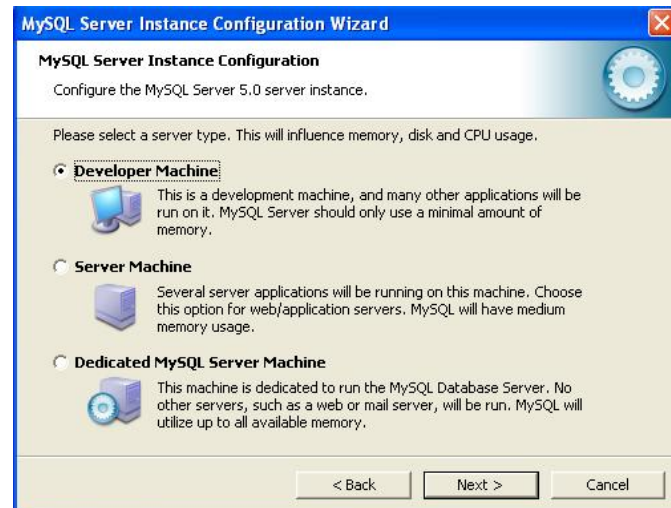 MySQL Server Instance Configuration Wizard
MySQL Server Instance Configuration
Configure the MySQL Server 5.0 server instance.
Please select a server type. This will influence memory, disk and CPU usage.
Developer Machine
This is a development machine, and many other applications will be
run on it. MySQL Server should only use a minimal amount of
memory.
Server Machine
Several server applications will be running on this machine. Choose
this option for web/application servers. MySQL will have medium
memory usage.
Dedicated MySQL Server Machine
This machine is dedicated to run the MySQL Database Server. No
other servers, such as a web or mail server, will be run. MySQL will
utilize up to all available memory.
< Back Next > Cancel